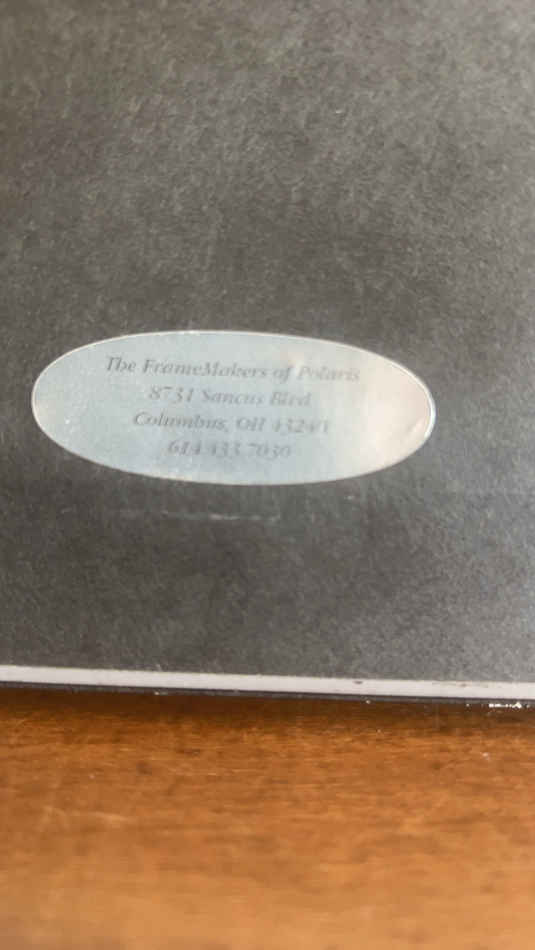 The FrameMakers of Polaris
8731 Sancus Blvd
Columbus, OH 43240
614.433.7030